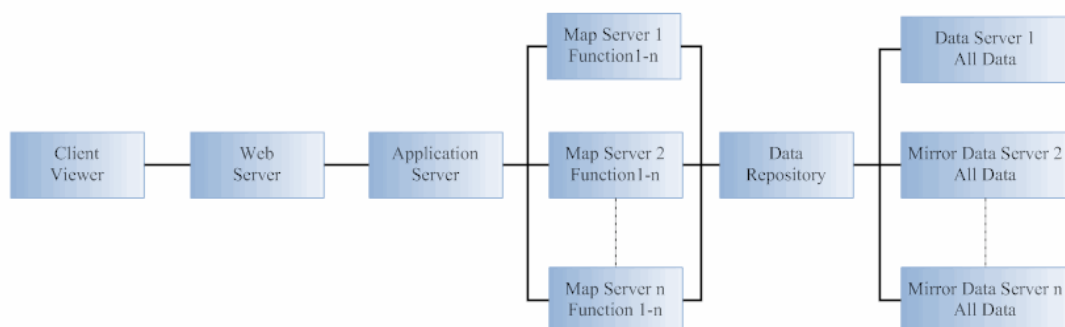 Client
Viewer
Web
Server
Application
Server
Map Server 1
Function1-n
Map Server 2
Function1-n
Map Server n
Function 1-n
Data
Repository
Data Server 1
All Data
Mirror Data Server 2
All Data
Mirror Data Server n
All Data